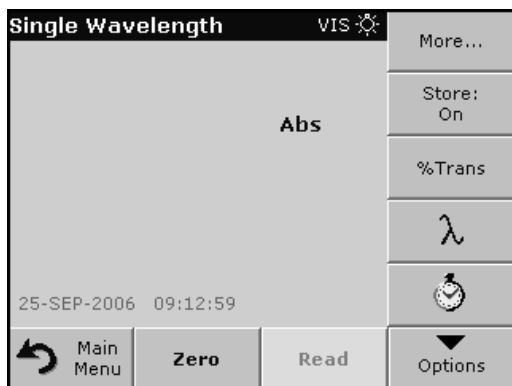 Single Wavelength VIS
More...
Store:
On
Abs
%Trans
λ
25-SEP-2006 09:12:59
Main
Menu
Zero
Read
Options